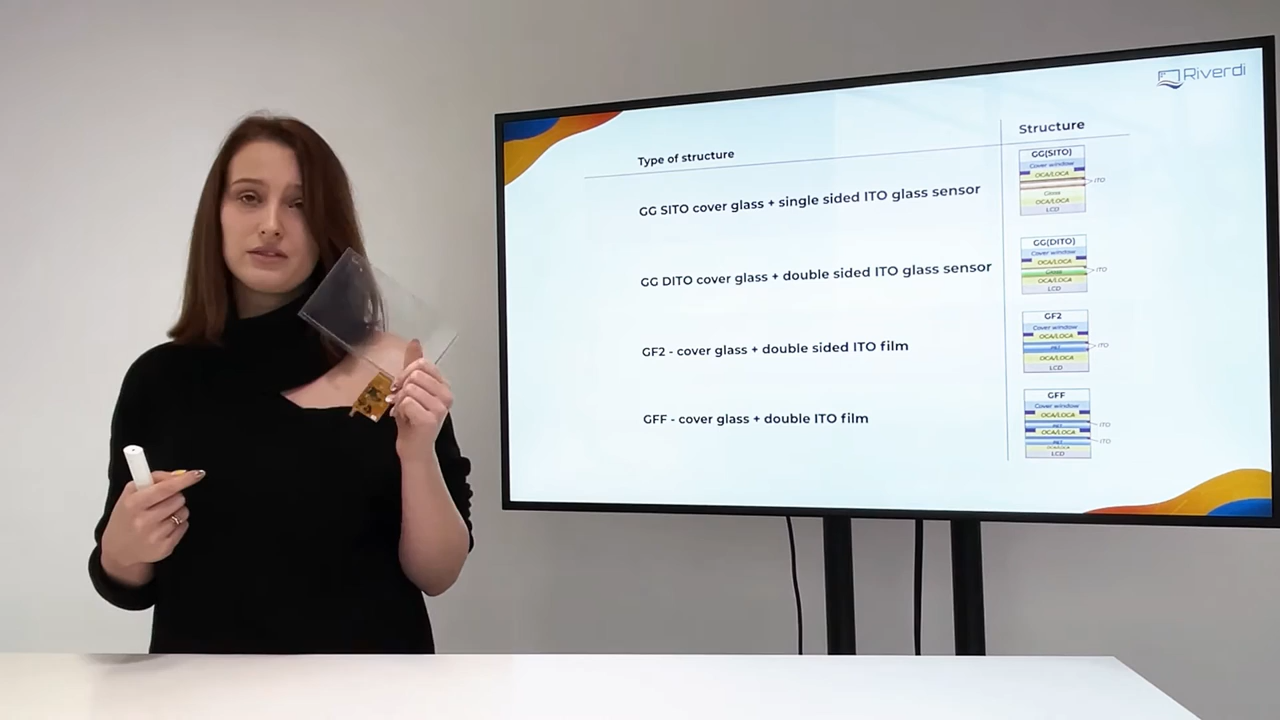 Riverdi
Type of structure
Structure
GG SITO cover glass + single sided ITO glass sensor
GG(SITO)
Cover window
OCA/LOCA
ITO
Glass
OCA/LOCA
LCD
GG DITO cover glass + double sided ITO glass sensor
GG(DITO)
Cover window
OCA/LOCA
Glass
ITO
OCA/LOCA
LCD
GF2 - cover glass + double sided ITO film
GF2
Cover window
OCA/LOCA
PET
ITO
OCA/LOCA
LCD
GFF - cover glass + double ITO film
GFF
Cover window
OCA/LOCA
PET
ITO
OCA/LOCA
PET
ITO
LCD